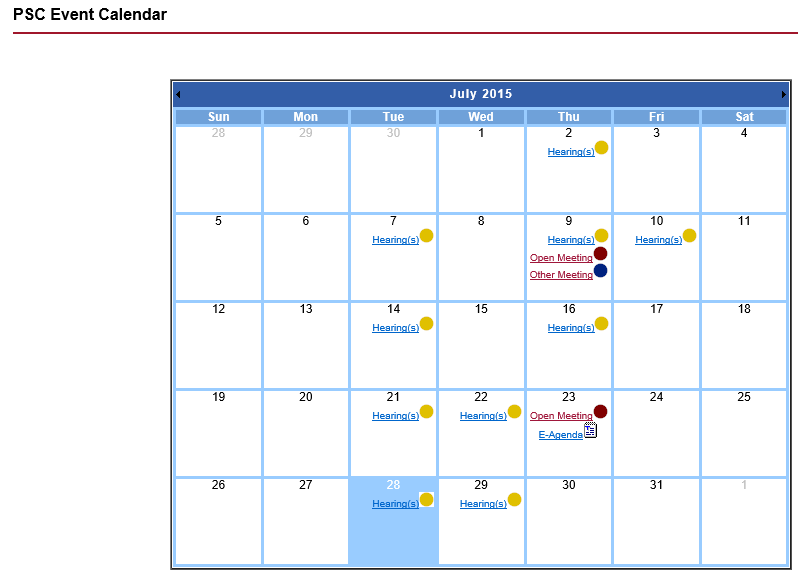 PSC Event Calendar
July 2015
Sun Mon Tue Wed Thu Fri Sat
28 29 30 1 2 3 4
Hearing(s)
5 6 7 8 9 10 11
Hearing(s) Hearing(s) Hearing(s)
Open Meeting
Other Meeting
12 13 14 15 16 17 18
Hearing(s) Hearing(s)
19 20 21 22 23 24 25
Hearing(s) Hearing(s) Open Meeting
E-Agenda
26 27 28 29 30 31 1
Hearing(s) Hearing(s)